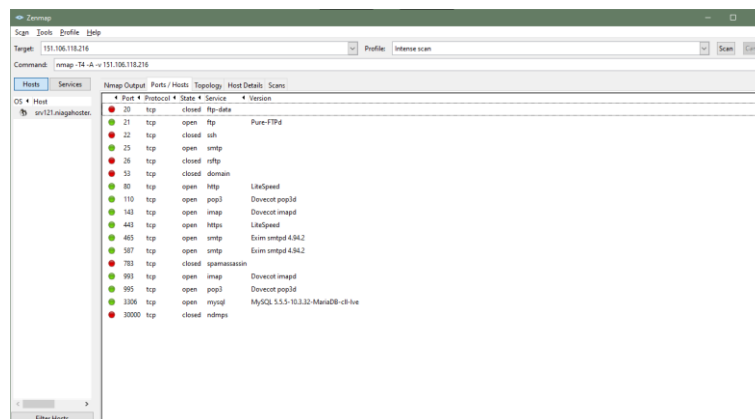 Zenmap
Scan Tools Profile Help
Target: 151.106.118.216 Profile: Intense scan Scan
Command: nmap -T4 -A -v 151.106.118.216
Hosts Services Nmap Output Ports / Hosts Topology Host Details Scans
OS Host Port Protocol State Service Version
srv121.niagahoster.
20 tcp closed ftp-data
21 tcp open ftp Pure-FTPd
22 tcp closed ssh
25 tcp open smtp
26 tcp closed rsftp
53 tcp closed domain
80 tcp open http LiteSpeed
110 tcp open pop3 Dovecot pop3d
143 tcp open imap Dovecot imapd
443 tcp open https LiteSpeed
465 tcp open smtp Exim smtpd 4.94.2
587 tcp open smtp Exim smtpd 4.94.2
783 tcp closed spamassassin
993 tcp open imap Dovecot imapd
995 tcp open pop3 Dovecot pop3d
3306 tcp open mysql MySQL 5.5.5-10.3.32-MariaDB-cll-lve
30000 tcp closed ndmps
Filter Hosts